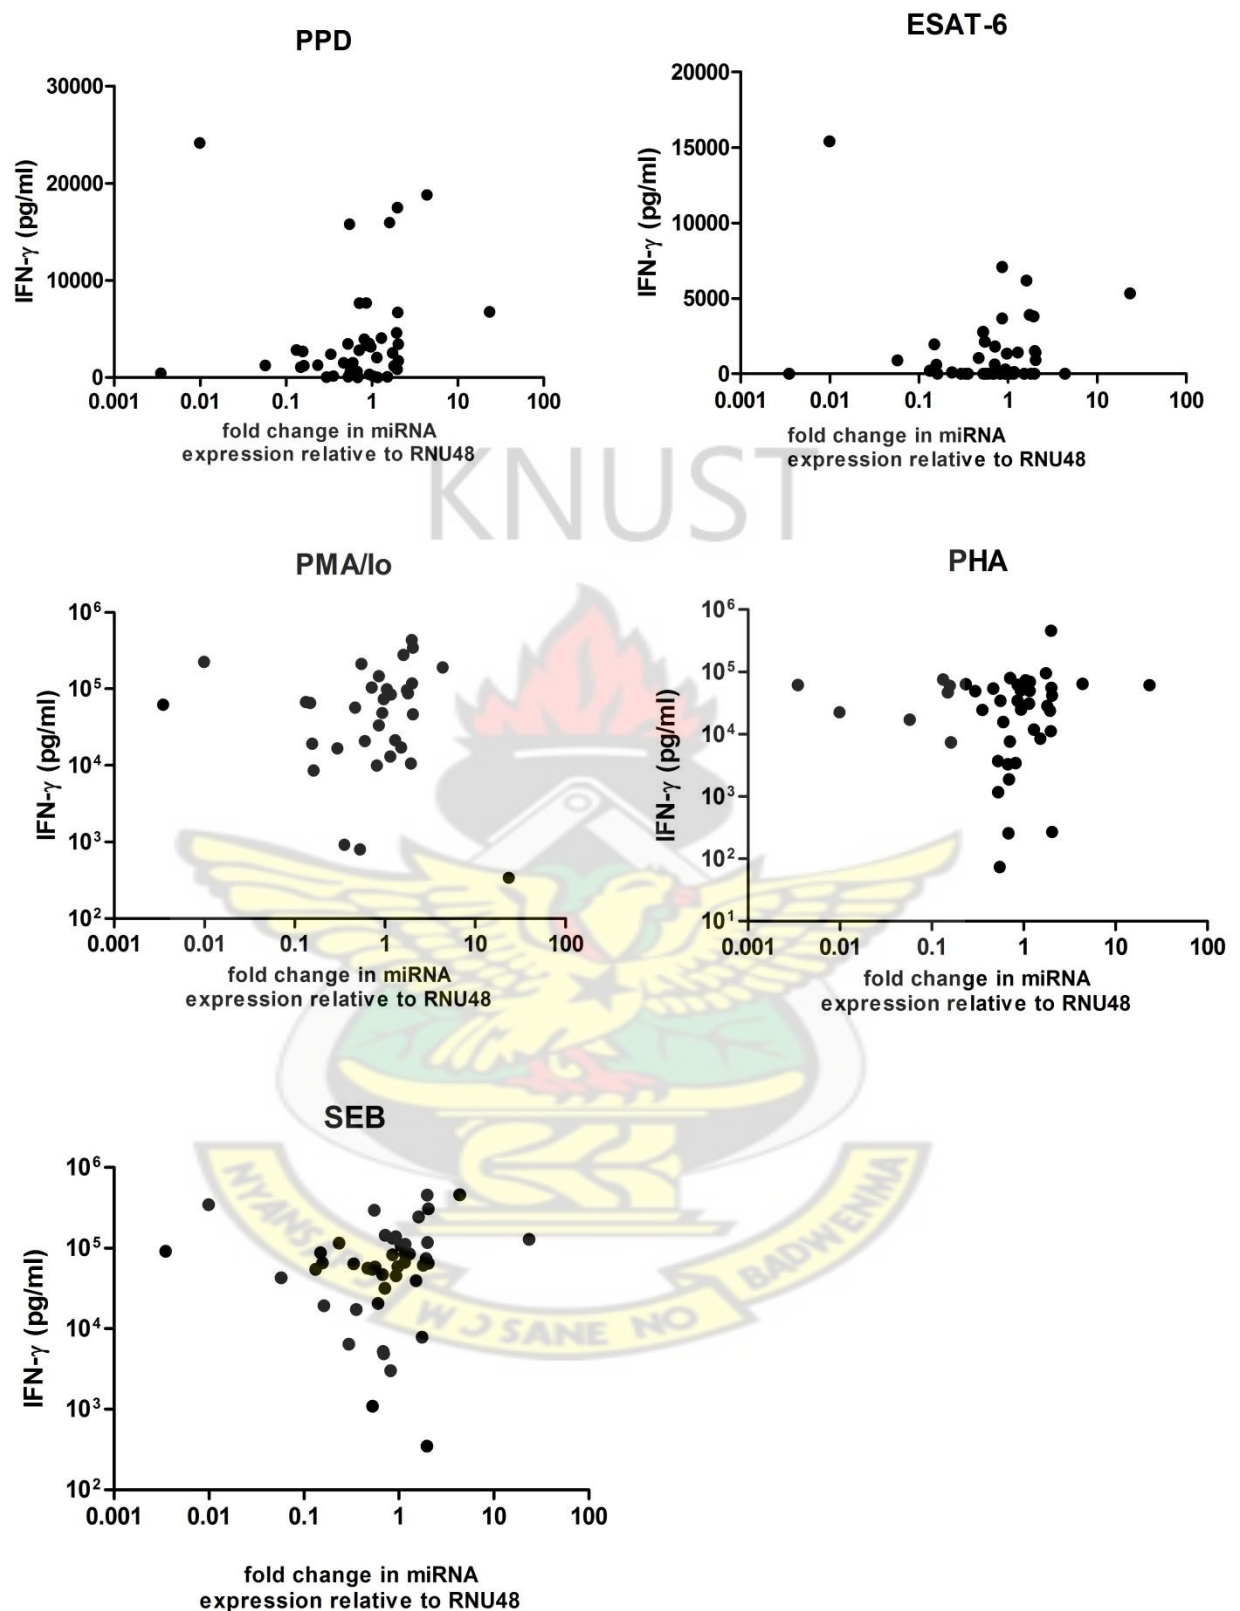 PPD
30000
20000
10000
0
IFN-γ (pg/ml)
0.001 0.01 0.1 1 10 100
fold change in miRNA
expression relative to RNU48
ESAT-6
20000
15000
10000
5000
0
IFN-γ (pg/ml)
0.001 0.01 0.1 1 10 100
fold change in miRNA
expression relative to RNU48
KNUST
PMA/Io
10⁶
10⁵
10⁴
10³
10²
IFN-γ (pg/ml)
0.001 0.01 0.1 1 10 100
fold change in miRNA
expression relative to RNU48
PHA
10⁶
10⁵
10⁴
10³
10²
10¹
IFN-γ (pg/ml)
0.001 0.01 0.1 1 10 100
fold change in miRNA
expression relative to RNU48
SEB
10⁶
10⁵
10⁴
10³
10²
IFN-γ (pg/ml)
0.001 0.01 0.1 1 10 100
fold change in miRNA
expression relative to RNU48
W Ɔ SANE NO
BADWENMA